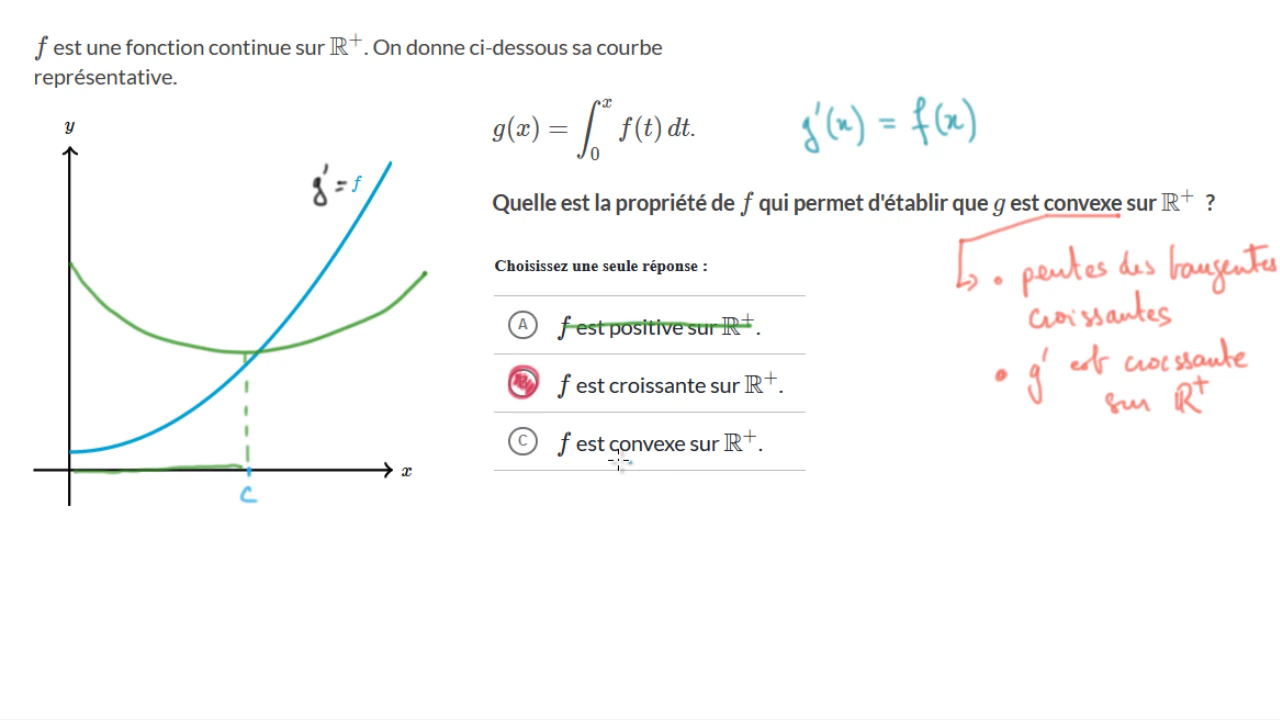 f est une fonction continue sur ℝ⁺. On donne ci-dessous sa courbe
représentative.
y
g' = f
x
c
g(x) = ∫₀ˣ f(t) dt.
g'(x) = f(x)
Quelle est la propriété de f qui permet d'établir que g est convexe sur ℝ⁺ ?
Choisissez une seule réponse :
A f est positive sur ℝ⁺.
f est croissante sur ℝ⁺.
C f est convexe sur ℝ⁺.
• pentes des tangentes
croissantes
• g' est croissante
sur ℝ⁺